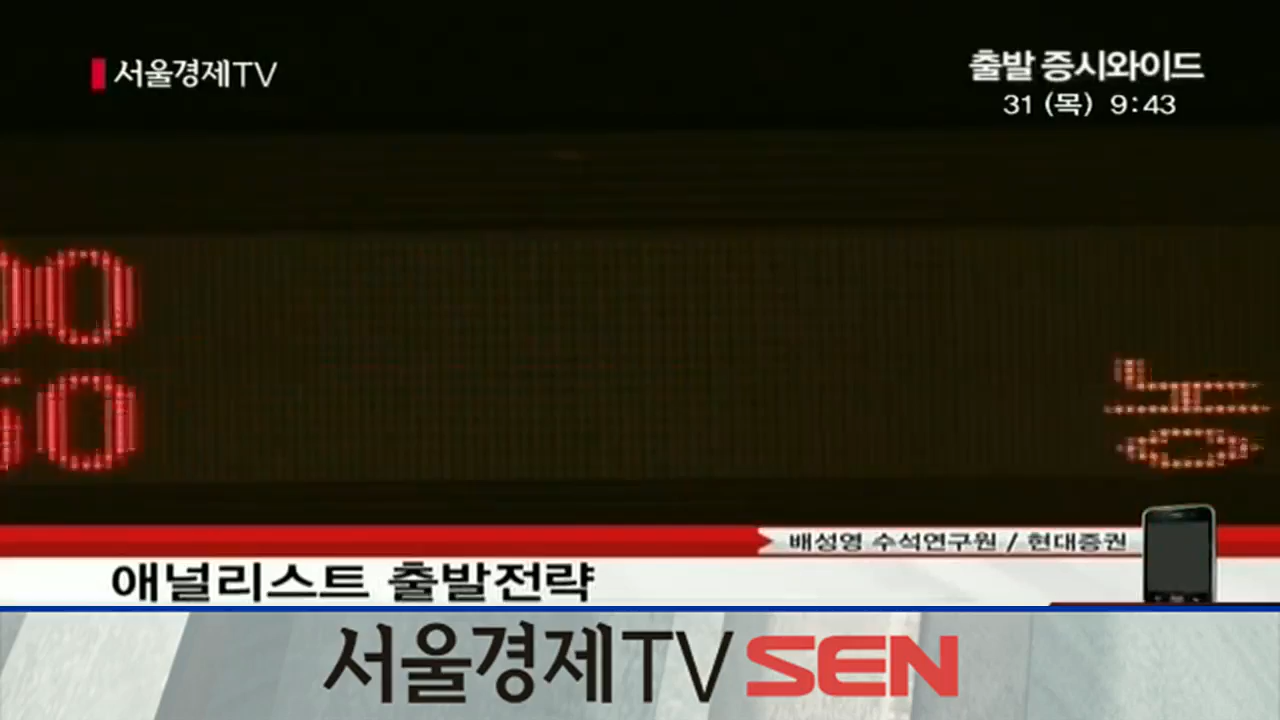 서울경제TV
출발 증시와이드
31 (목) 9:43
00
50
배성영 수석연구원 / 현대증권
애널리스트 출발전략
서울경제TV SEN